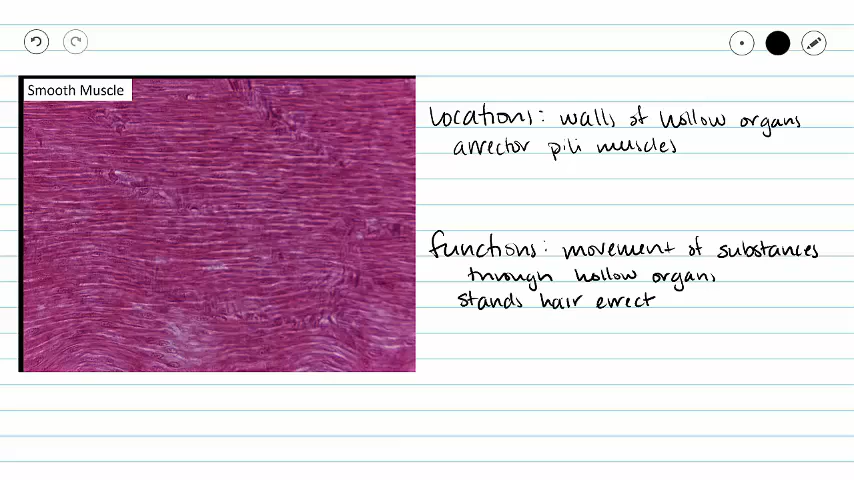 Smooth Muscle
Locations: walls of hollow organs
arrector pili muscles
functions: movement of substances
through hollow organs
stands hair errect